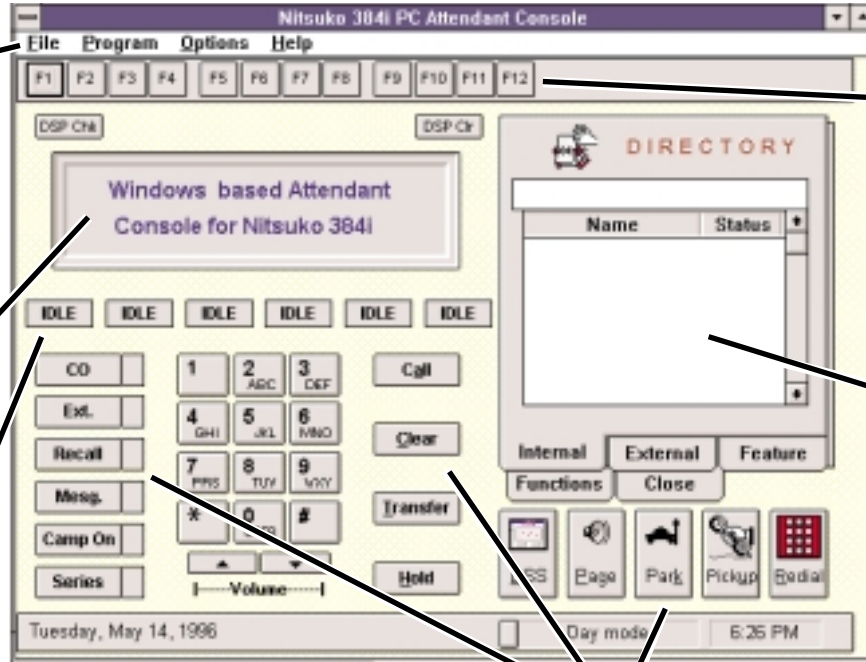 Nitsuko 384i PC Attendant Console
File Program Options Help
F1 F2 F3 F4 F5 F6 F7 F8 F9 F10 F11 F12
DSP Chk DSP Clr
DIRECTORY
Windows based Attendant
Console for Nitsuko 384i
Name Status
IDLE IDLE IDLE IDLE IDLE IDLE
CO
Ext.
Recall
Mesg.
Camp On
Series
1 2 ABC 3 DEF
4 GHI 5 JKL 6 MNO
7 PRS 8 TUV 9 WXY
* 0 #
Volume
Call
Clear
Transfer
Hold
Internal External Feature
Functions Close
Page Park Pickup Redial
Tuesday, May 14, 1996 Day mode 6:26 PM